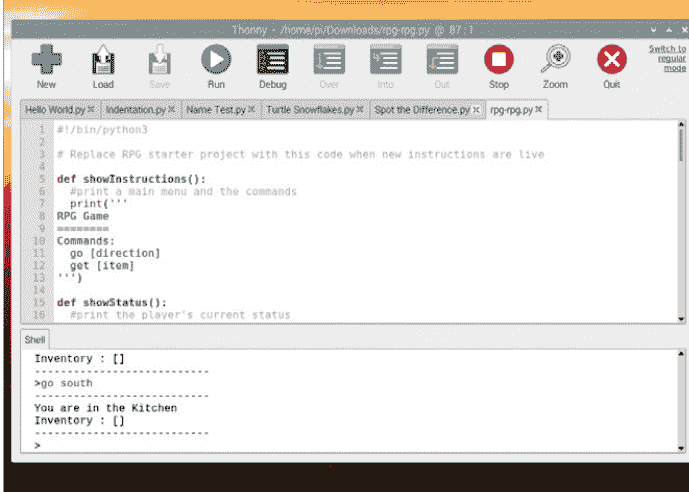 Thonny - /home/pi/Downloads/rpg-rpg.py @ 87:1
New Load Save Run Debug Over Into Out Stop Zoom Quit
Switch to
regular
mode
Hello World.py Indentation.py Name Test.py Turtle Snowflakes.py Spot the Difference.py rpg-rpg.py
1 #!/bin/python3
2
3 # Replace RPG starter project with this code when new instructions are live
4
5 def showInstructions():
6 #print a main menu and the commands
7 print('''
8 RPG Game
9 ========
10 Commands:
11 go [direction]
12 get [item]
13 ''')
14
15 def showStatus():
16 #print the player's current status
Shell
Inventory : []
---------------------------
>go south
---------------------------
You are in the Kitchen
Inventory : []
---------------------------
>